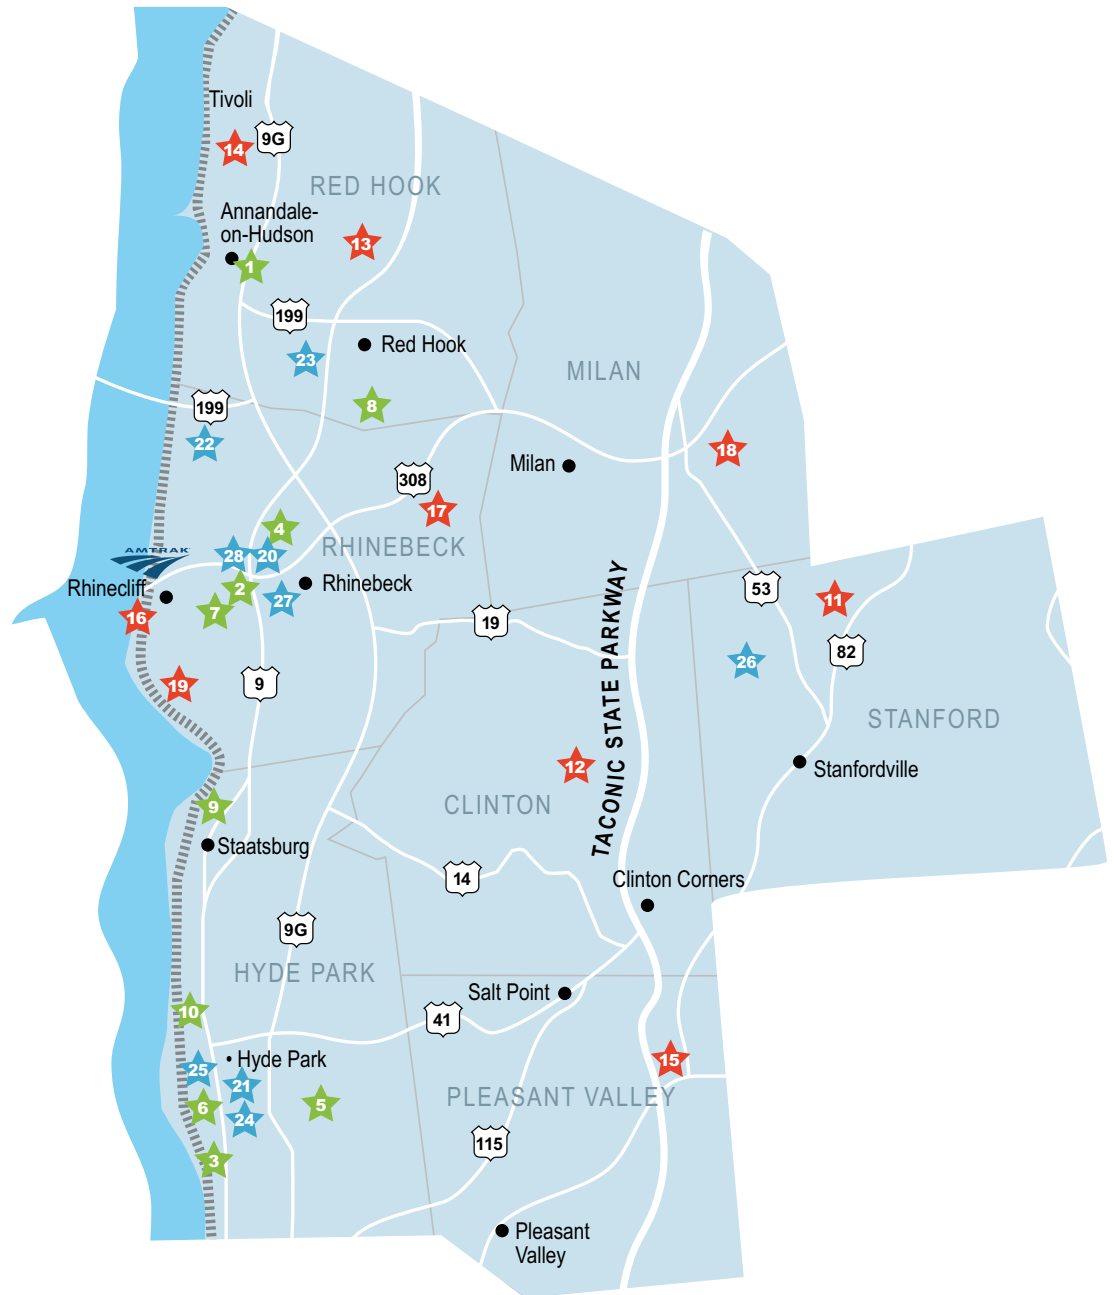 Tivoli
9G
14
RED HOOK
Annandale-
on-Hudson
13
1
199
Red Hook
23
MILAN
199
8
22
18
Milan
308
17
4
RHINEBECK
AMTRAK
28
20
Rhinecliff
2
Rhinebeck
27
7
16
53
11
19
82
26
TACONIC STATE PARKWAY
19
9
STANFORD
12
Stanfordville
CLINTON
9
Staatsburg
14
Clinton Corners
9G
HYDE PARK
Salt Point
10
41
Hyde Park
25
15
21
PLEASANT VALLEY
6
5
24
115
3
Pleasant
Valley